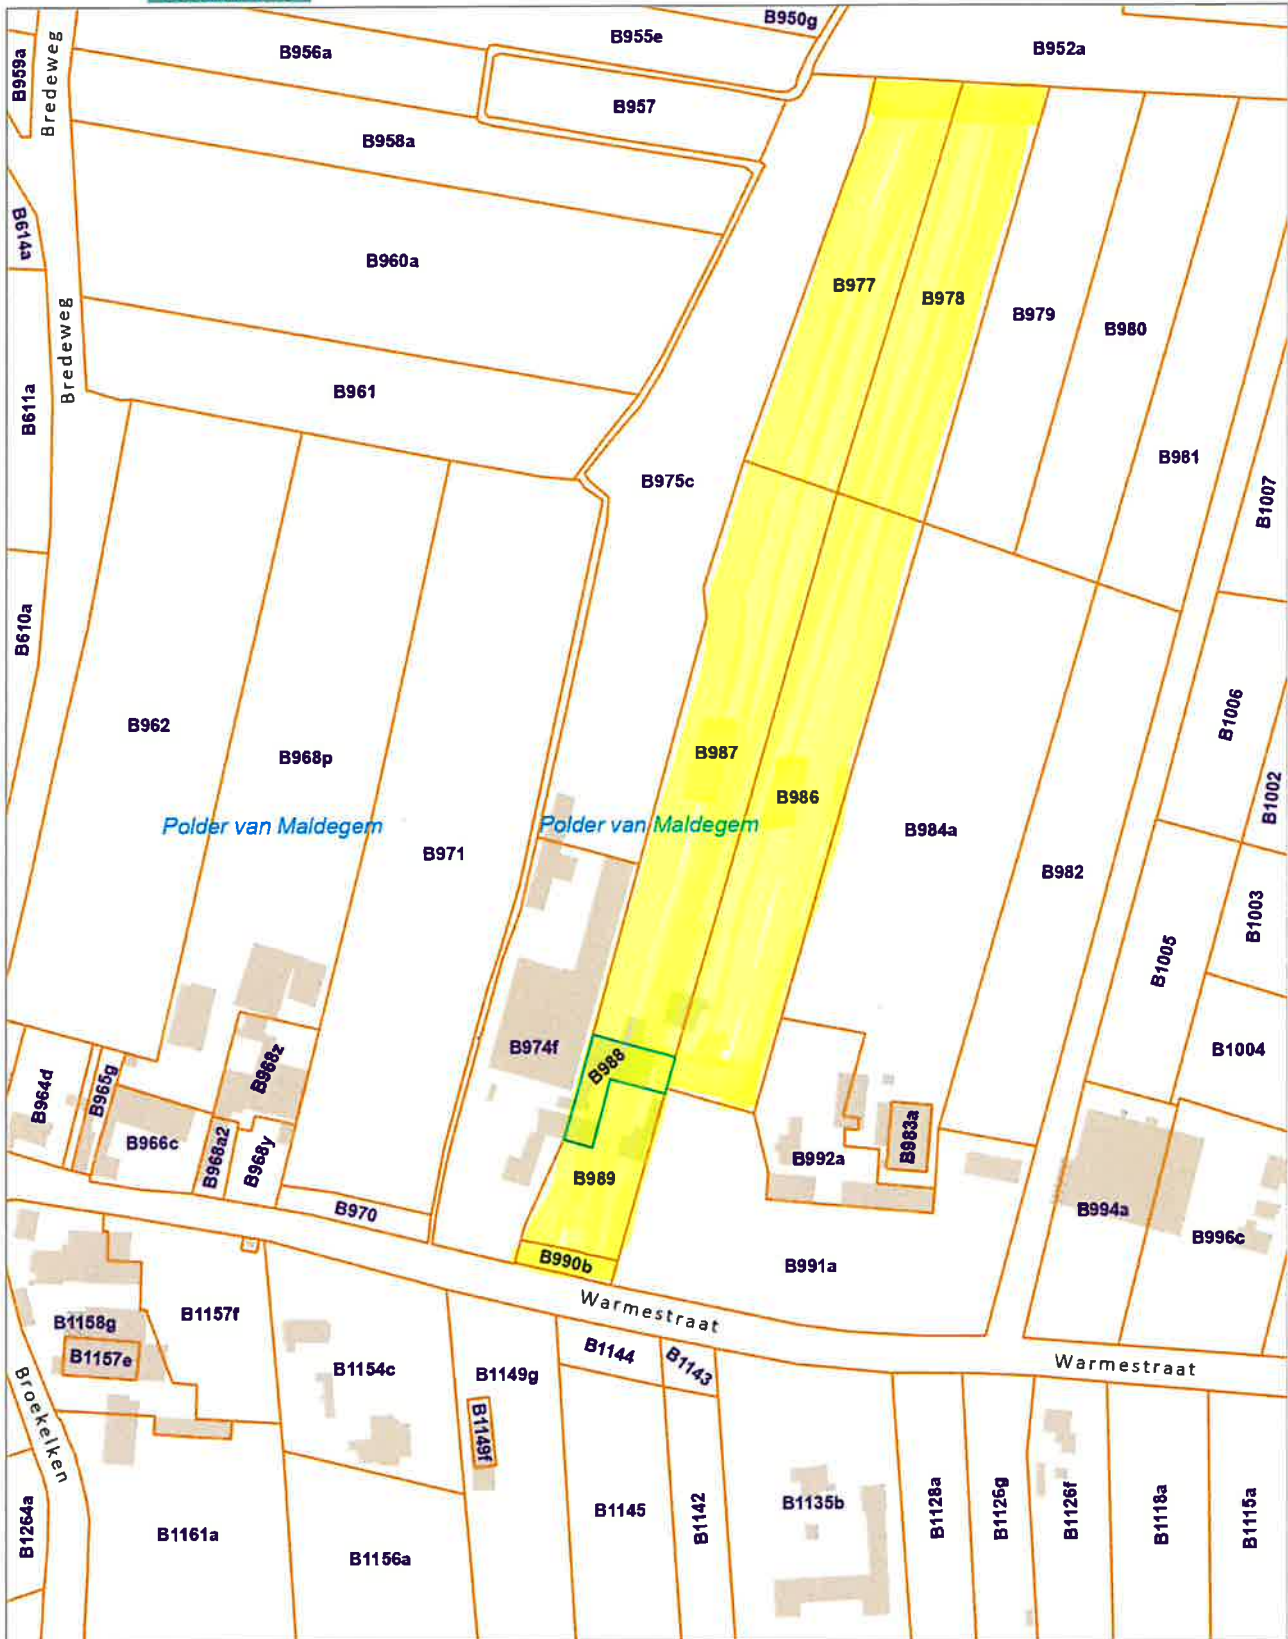 B950g
B955e
B952a
B956a
B959a
Bredeweg
B957
B958a
B614a
B960a
B977
B978
B979
B980
Bredeweg
B961
B611a
B981
B975c
B1007
B610a
B1006
B962
B987
B968p
B986
B1002
Polder van Maldegem
Polder van Maldegem
B984a
B971
B982
B1003
B1005
B974f
B988
B1004
B968z
B964d
B965g
B966c
B968a2
B968y
B983a
B992a
B989
B970
B994a
B996c
B990b
B991a
Warmestraat
B1157f
B1158g
B1157e
B1144
B1143
Warmestraat
B1154c
B1149g
Broekelken
B1149f
B1264a
B1161a
B1156a
B1145
B1142
B1135b
B1128a
B1126g
B1126f
B1118a
B1115a